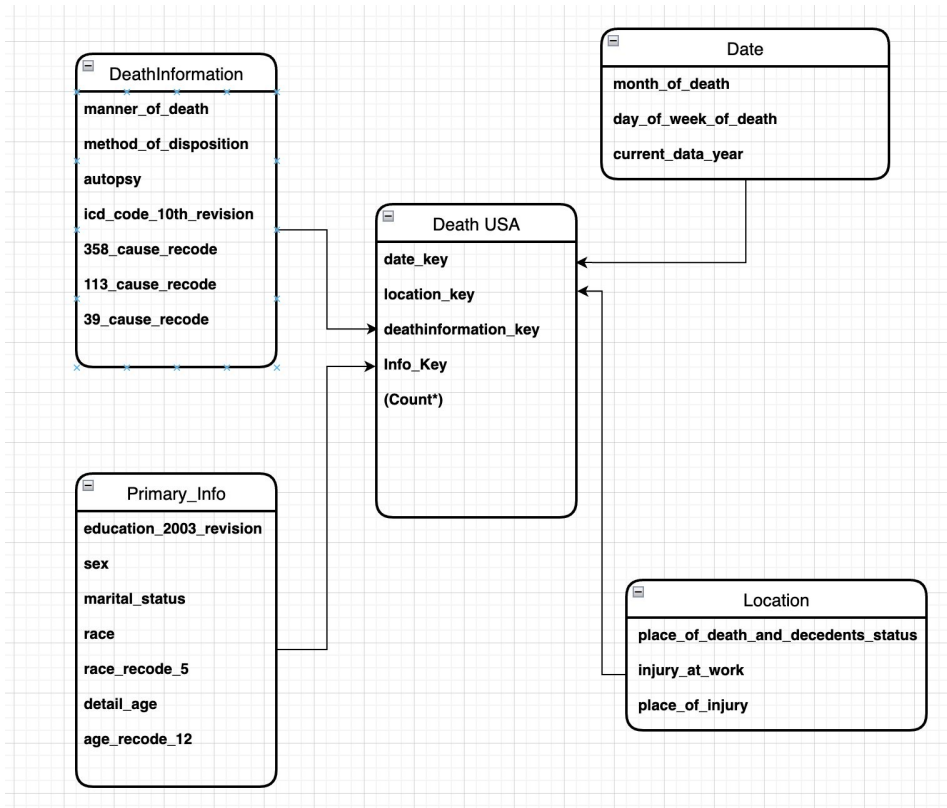 DeathInformation
manner_of_death
method_of_disposition
autopsy
icd_code_10th_revision
358_cause_recode
113_cause_recode
39_cause_recode
Date
month_of_death
day_of_week_of_death
current_data_year
Death USA
date_key
location_key
deathinformation_key
Info_Key
(Count*)
Primary_Info
education_2003_revision
sex
marital_status
race
race_recode_5
detail_age
age_recode_12
Location
place_of_death_and_decedents_status
injury_at_work
place_of_injury